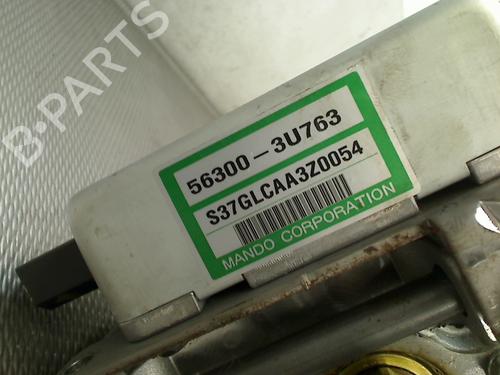 B-PARTS
56300-3U763
S37GLCAA3Z0054
MANDO CORPORATION